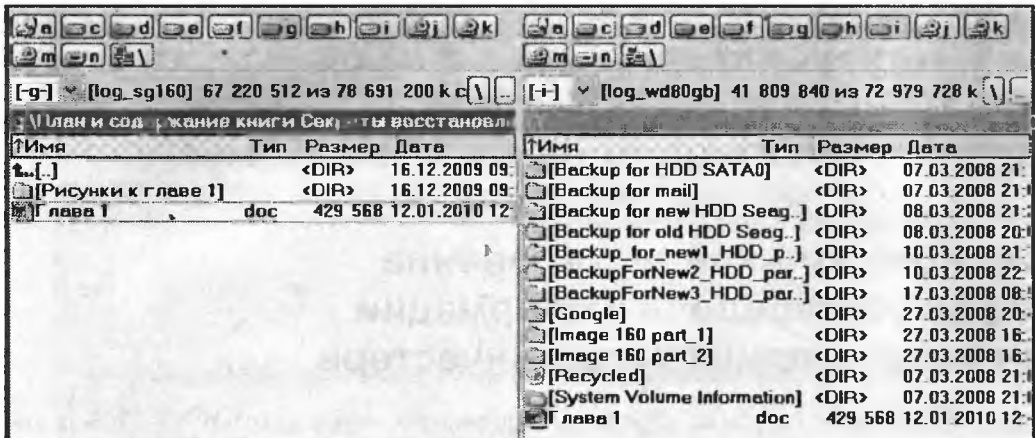 a c d e f g h i j k
m n \
[-g-] [log_sg160] 67 220 512 из 78 691 200 k с \ ..
\План и содержание книги Секреты восстановл
↑Имя Тип Размер Дата
[..] <DIR> 16.12.2009 09:
[Рисунки к главе 1] <DIR> 16.12.2009 09:
Глава 1 doc 429 568 12.01.2010 12:
a c d e f g h i j k
m n \
[-i-] [log_wd80gb] 41 809 840 из 72 979 728 k \ ..
↑Имя Тип Размер Дата
[Backup for HDD SATA0] <DIR> 07.03.2008 21:
[Backup for mail] <DIR> 07.03.2008 21:
[Backup for new HDD Seag..] <DIR> 08.03.2008 21:
[Backup for old HDD Seag..] <DIR> 08.03.2008 20:
[Backup_for_new1_HDD_p..] <DIR> 10.03.2008 21:
[BackupForNew2_HDD_par..] <DIR> 10.03.2008 22:
[BackupForNew3_HDD_par..] <DIR> 17.03.2008 08:
[Google] <DIR> 27.03.2008 20:
[Image 160 part_1] <DIR> 27.03.2008 16:
[Image 160 part_2] <DIR> 27.03.2008 16:
[Recycled] <DIR> 07.03.2008 21:
[System Volume Information] <DIR> 07.03.2008 21:
Глава 1 doc 429 568 12.01.2010 12: